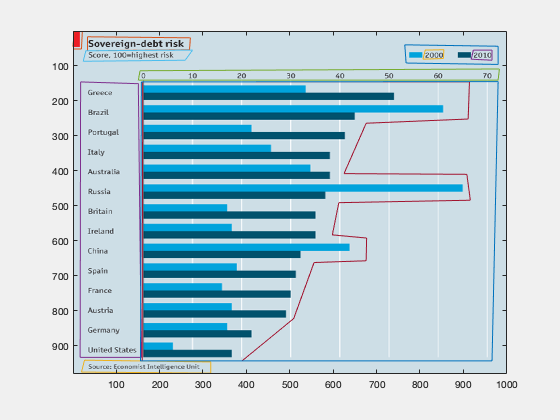 Sovereign-debt risk
Score, 100=highest risk
2000 2010
0 10 20 30 40 50 60 70
Greece
Brazil
Portugal
Italy
Australia
Russia
Britain
Ireland
China
Spain
France
Austria
Germany
United States
Source: Economist Intelligence Unit
100
200
300
400
500
600
700
800
900
100 200 300 400 500 600 700 800 900 1000